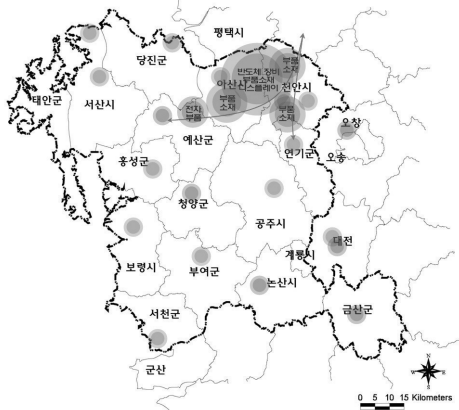 평택시
당진군
부품
소재
반도체 장비
부품소재
디스플레이
아산시
천안시
태안군
서산시
부품
소재
전자
부품
부품
소재
오창
예산군
연기군
오송
홍성군
청양군
공주시
대전
보령시
부여군
계룡시
논산시
서천군
금산군
군산
N
W
E
S
0 5 10 15 Kilometers